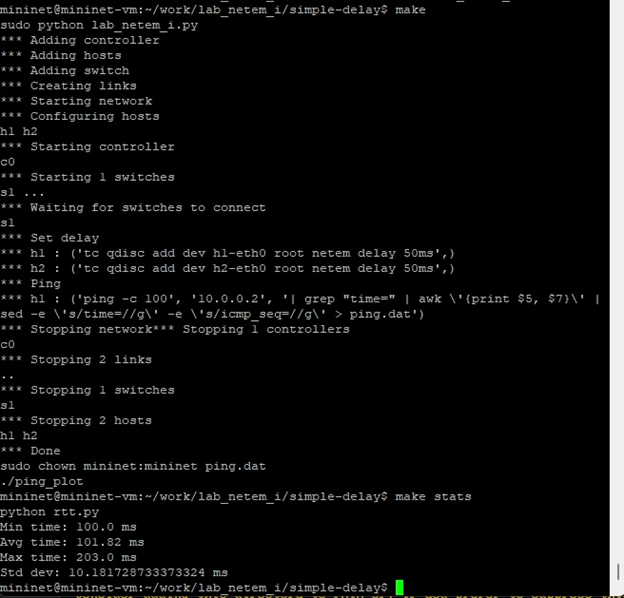 mininet@mininet-vm:~/work/lab_netem_i/simple-delay$ make
sudo python lab_netem_i.py
*** Adding controller
*** Adding hosts
*** Adding switch
*** Creating links
*** Starting network
*** Configuring hosts
h1 h2
*** Starting controller
c0
*** Starting 1 switches
s1 ...
*** Waiting for switches to connect
s1
*** Set delay
*** h1 : ('tc qdisc add dev h1-eth0 root netem delay 50ms',)
*** h2 : ('tc qdisc add dev h2-eth0 root netem delay 50ms',)
*** Ping
*** h1 : ('ping -c 100', '10.0.0.2', '| grep "time=" | awk \'{print $5, $7}\' |
sed -e \'s/time=//g\' -e \'s/icmp_seq=//g\' > ping.dat')
*** Stopping network*** Stopping 1 controllers
c0
*** Stopping 2 links
..
*** Stopping 1 switches
s1
*** Stopping 2 hosts
h1 h2
*** Done
sudo chown mininet:mininet ping.dat
./ping_plot
mininet@mininet-vm:~/work/lab_netem_i/simple-delay$ make stats
python rtt.py
Min time: 100.0 ms
Avg time: 101.82 ms
Max time: 203.0 ms
Std dev: 10.181728733373324 ms
mininet@mininet-vm:~/work/lab_netem_i/simple-delay$